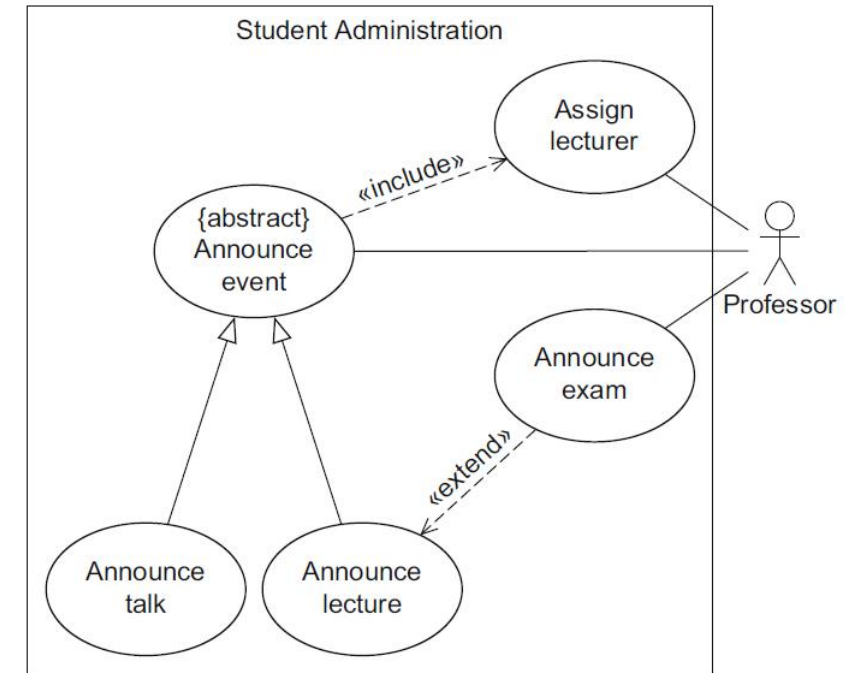 Student Administration
Assign
lecturer
«include»
{abstract}
Announce
event
Professor
Announce
exam
«extend»
Announce
talk
Announce
lecture